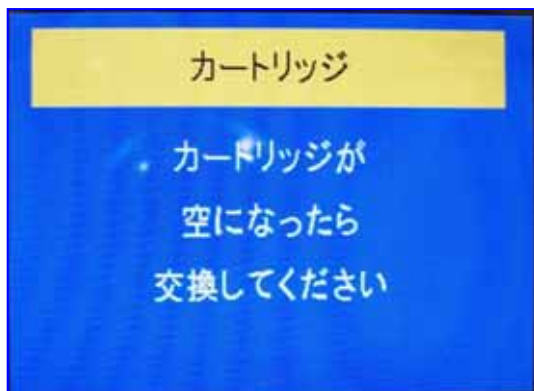 カートリッジ
カートリッジが
空になったら
交換してください